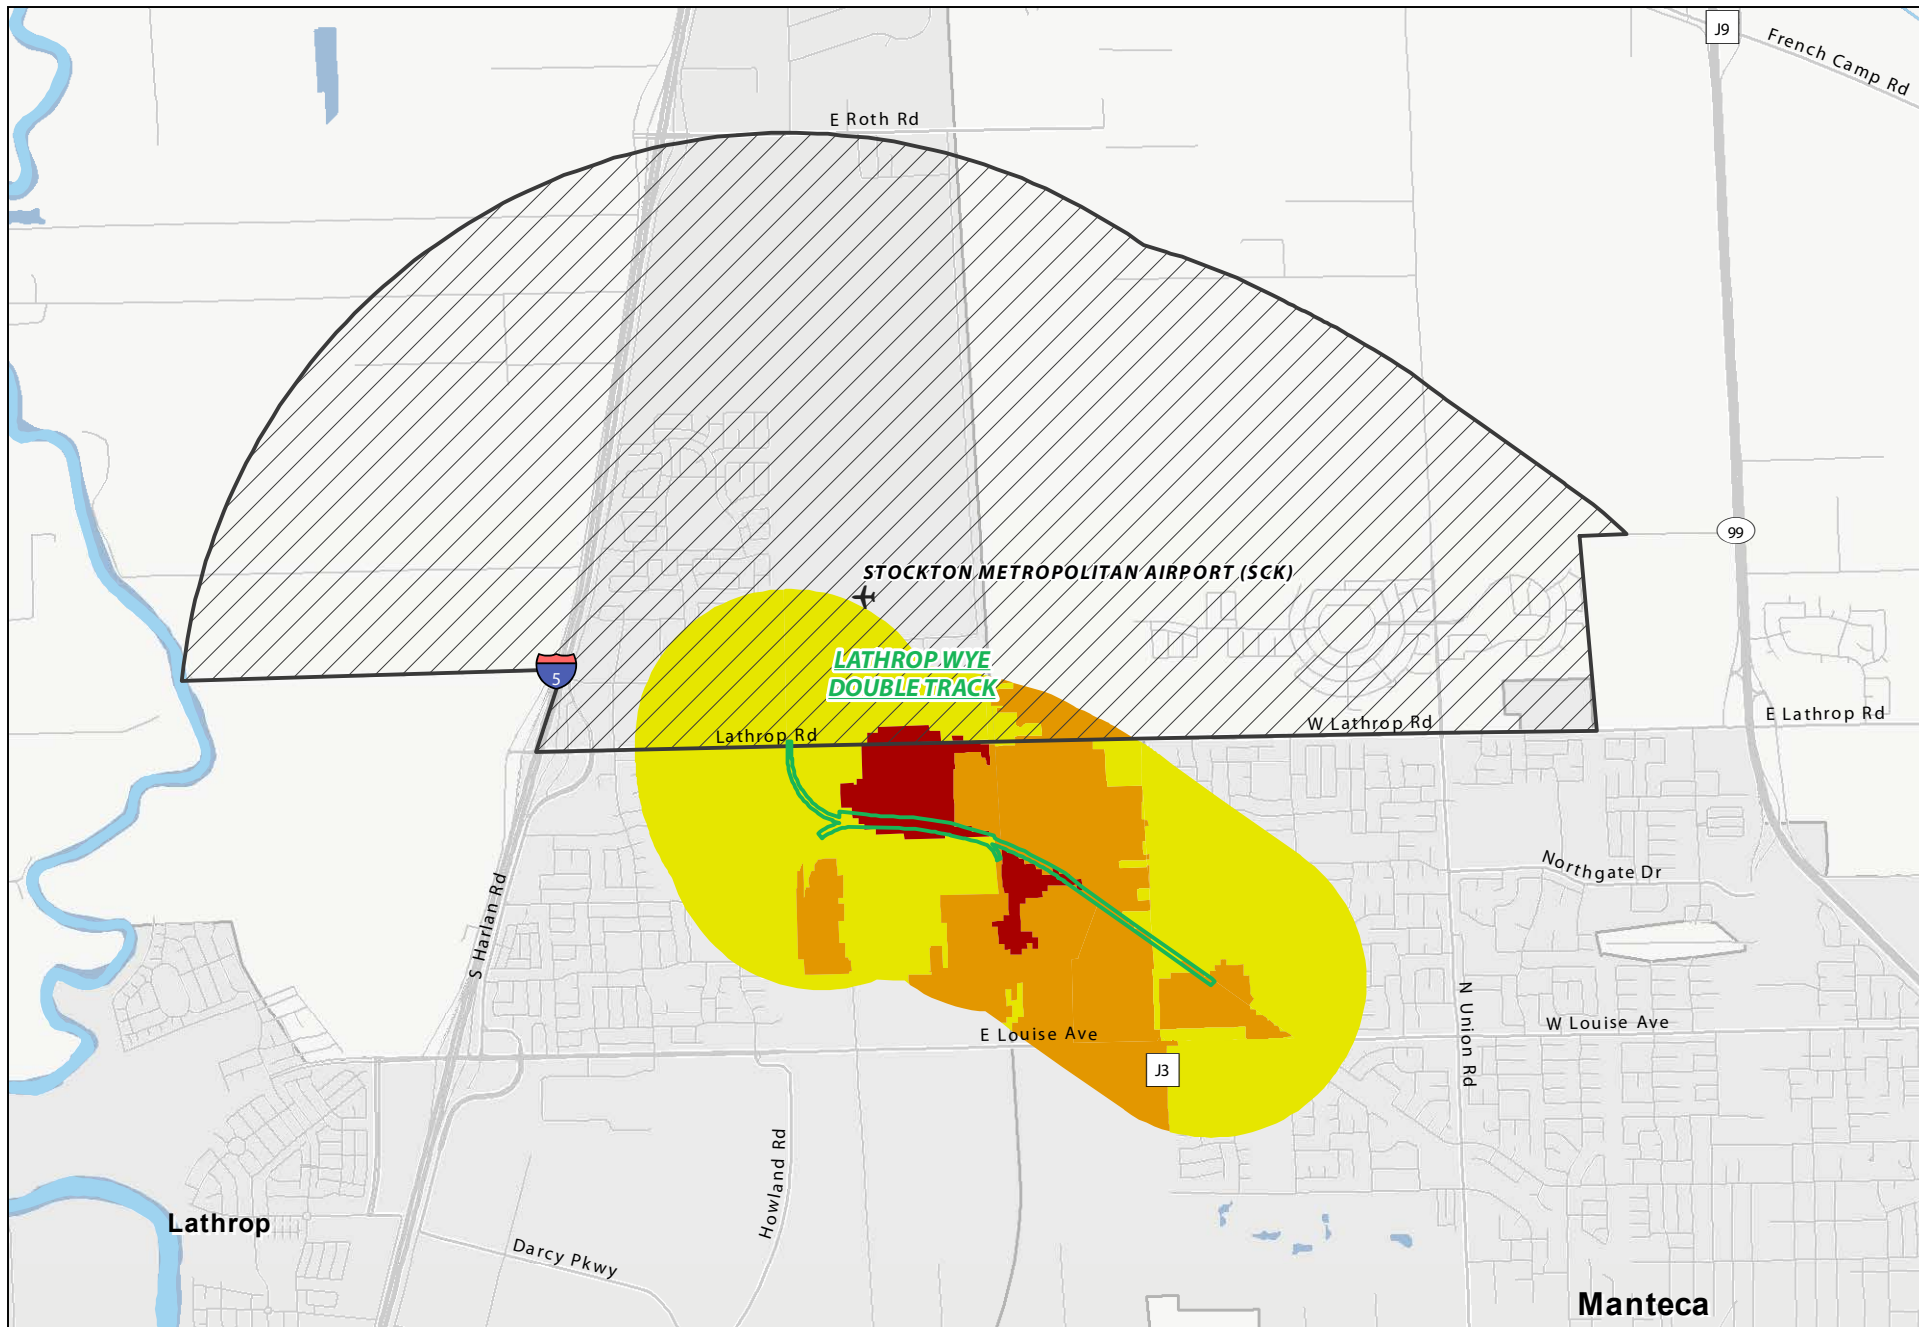 J9
French Camp Rd
E Roth Rd
99
STOCKTON METROPOLITAN AIRPORT (SCK)
LATHROP WYE
DOUBLE TRACK
5
Lathrop Rd
W Lathrop Rd
E Lathrop Rd
Northgate Dr
S Harlan Rd
N Union Rd
W Louise Ave
E Louise Ave
J3
Howland Rd
Lathrop
Darcy Pkwy
Manteca